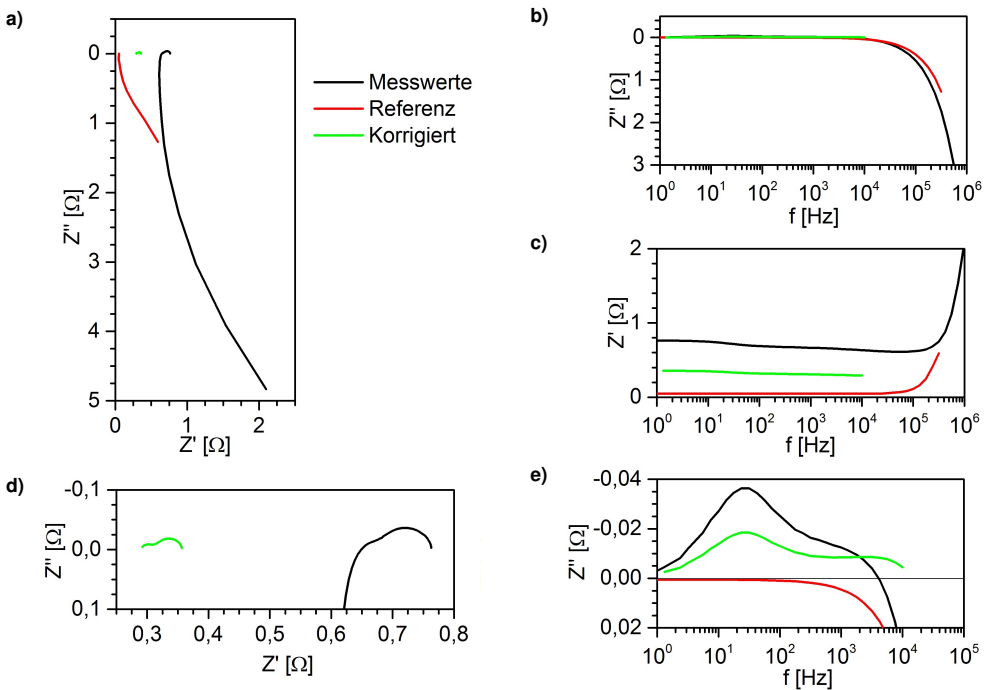 a)
0
1
2
3
4
5
Z'' [Ω]
0
1
2
Z' [Ω]
Messwerte
Referenz
Korrigiert
b)
0
1
2
3
Z'' [Ω]
10⁰ 10¹ 10² 10³ 10⁴ 10⁵ 10⁶
f [Hz]
c)
2
1
0
Z' [Ω]
10⁰ 10¹ 10² 10³ 10⁴ 10⁵ 10⁶
f [Hz]
d)
-0,1
0,0
0,1
Z'' [Ω]
0,3 0,4 0,5 0,6 0,7 0,8
Z' [Ω]
e)
-0,04
-0,02
0,00
0,02
Z'' [Ω]
10⁰ 10¹ 10² 10³ 10⁴ 10⁵
f [Hz]